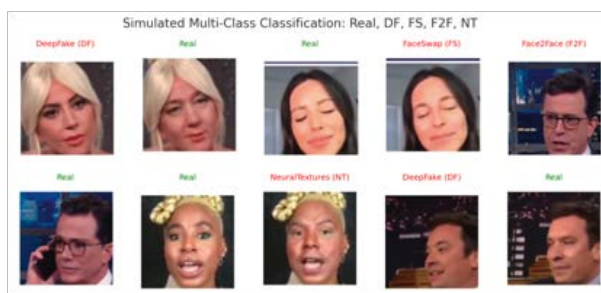 Simulated Multi-Class Classification: Real, DF, FS, F2F, NT
DeepFake (DF) Real Real FaceSwap (FS) Face2Face (F2F)
Real Real NeuralTextures (NT) DeepFake (DF) Real